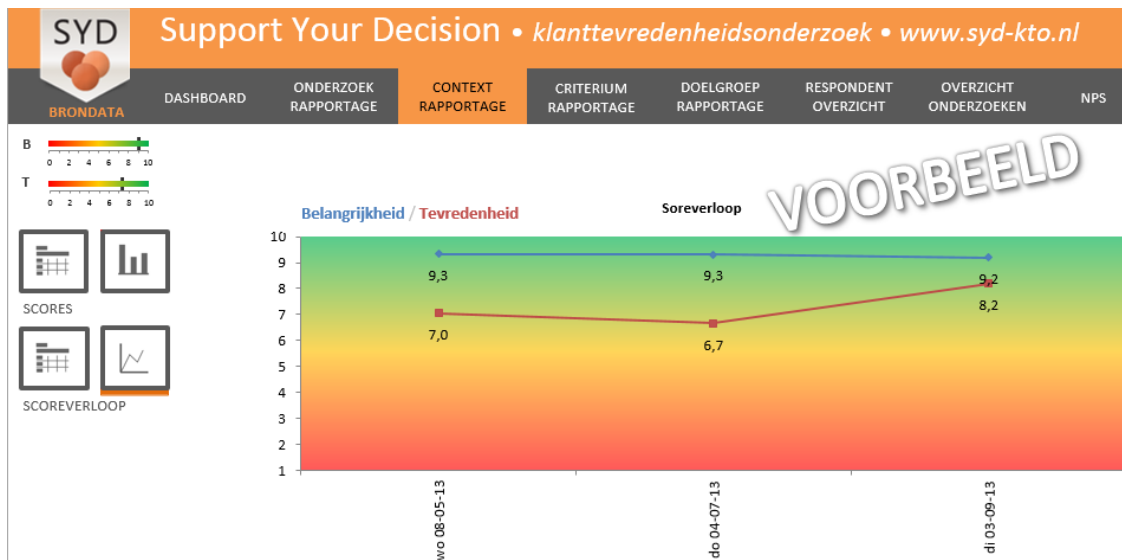 SYD
Support Your Decision • klanttevredenheidsonderzoek • www.syd-kto.nl
BRONDATA
DASHBOARD
ONDERZOEK
RAPPORTAGE
CONTEXT
RAPPORTAGE
CRITERIUM
RAPPORTAGE
DOELGROEP
RAPPORTAGE
RESPONDENT
OVERZICHT
OVERZICHT
ONDERZOEKEN
NPS
B
0 2 4 6 8 10
T
0 2 4 6 8 10
SCORES
SCOREVERLOOP
VOORBEELD
Belangrijkheid / Tevredenheid
Soreverloop
10
9
8
7
6
5
4
3
2
1
9,3
9,3
9,2
7,0
6,7
8,2
wo 08-05-13
do 04-07-13
di 03-09-13